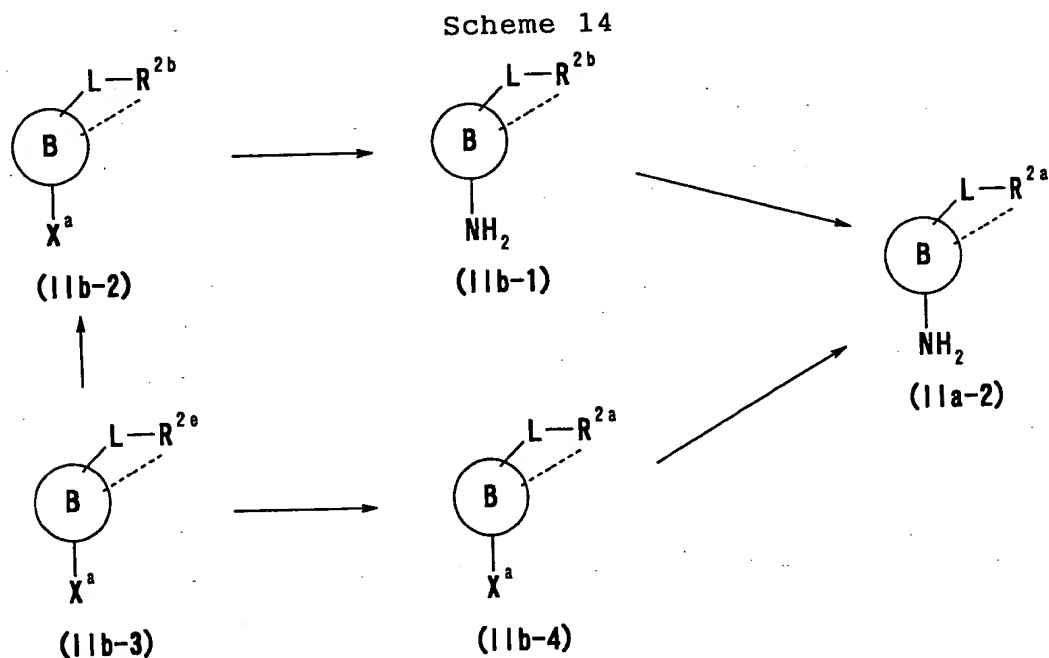 Scheme 14
L—R²ᵇ
B
Xᵃ
(IIb-2)
L—R²ᵇ
B
NH₂
(IIb-1)
L—R²ᵃ
B
NH₂
(IIa-2)
L—R²ᵉ
B
Xᵃ
(IIb-3)
L—R²ᵃ
B
Xᵃ
(IIb-4)